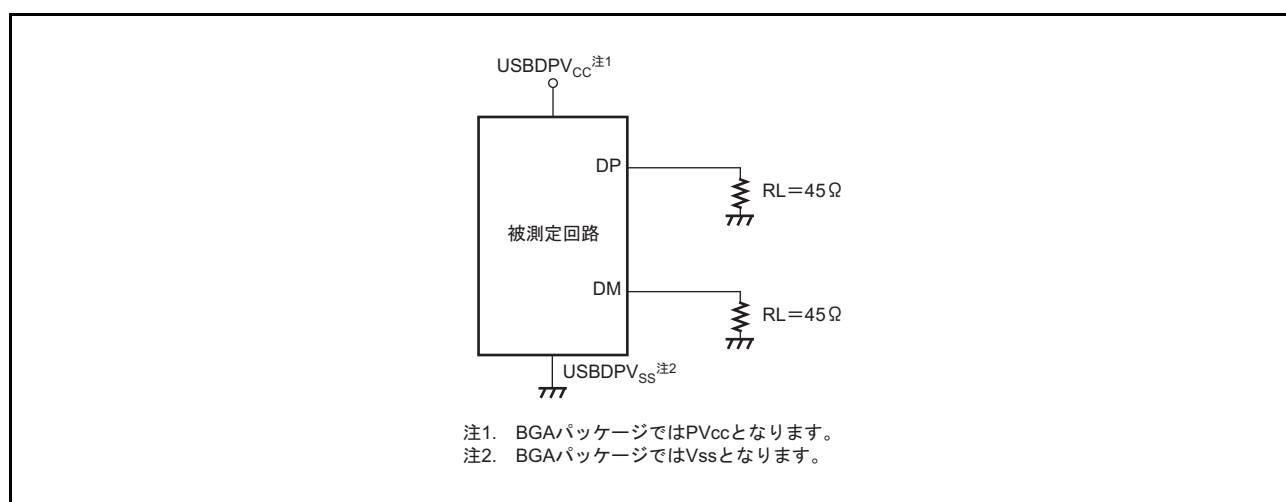 USBDPVCC注1
DP
RL＝45Ω
被測定回路
DM
RL＝45Ω
USBDPVSS注2
注1. BGAパッケージではPVccとなります。
注2. BGAパッケージではVssとなります。